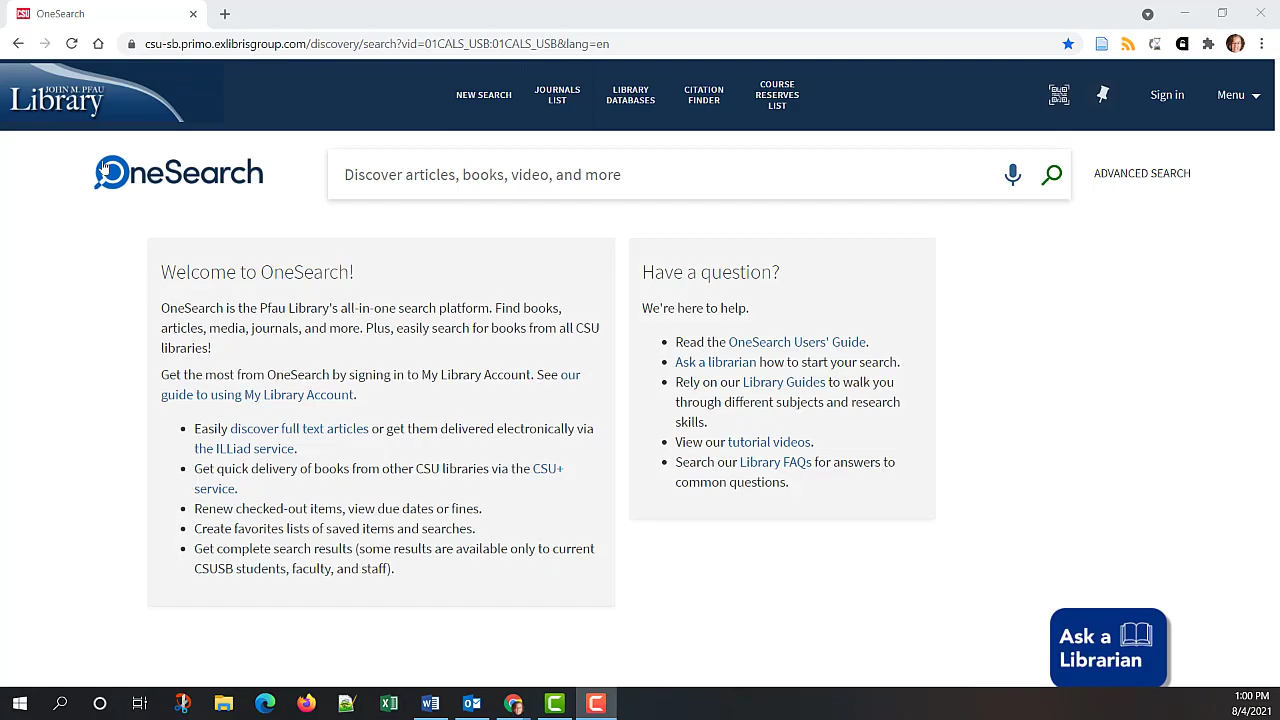 CSU OneSearch
csu-sb.primo.exlibrisgroup.com/discovery/search?vid=01CALS_USB:01CALS_USB&lang=en
JOHN M. PFAU
Library
NEW SEARCH
JOURNALS
LIST
LIBRARY
DATABASES
CITATION
FINDER
COURSE
RESERVES
LIST
Sign in
Menu
OneSearch
Discover articles, books, video, and more
ADVANCED SEARCH
Welcome to OneSearch!
OneSearch is the Pfau Library's all-in-one search platform. Find books,
articles, media, journals, and more. Plus, easily search for books from all CSU
libraries!
Get the most from OneSearch by signing in to My Library Account. See our
guide to using My Library Account.
Easily discover full text articles or get them delivered electronically via
the ILLiad service.
Get quick delivery of books from other CSU libraries via the CSU+
service.
Renew checked-out items, view due dates or fines.
Create favorites lists of saved items and searches.
Get complete search results (some results are available only to current
CSUSB students, faculty, and staff).
Have a question?
We're here to help.
Read the OneSearch Users' Guide.
Ask a librarian how to start your search.
Rely on our Library Guides to walk you
through different subjects and research
skills.
View our tutorial videos.
Search our Library FAQs for answers to
common questions.
Ask a
Librarian
1:00 PM
8/4/2021